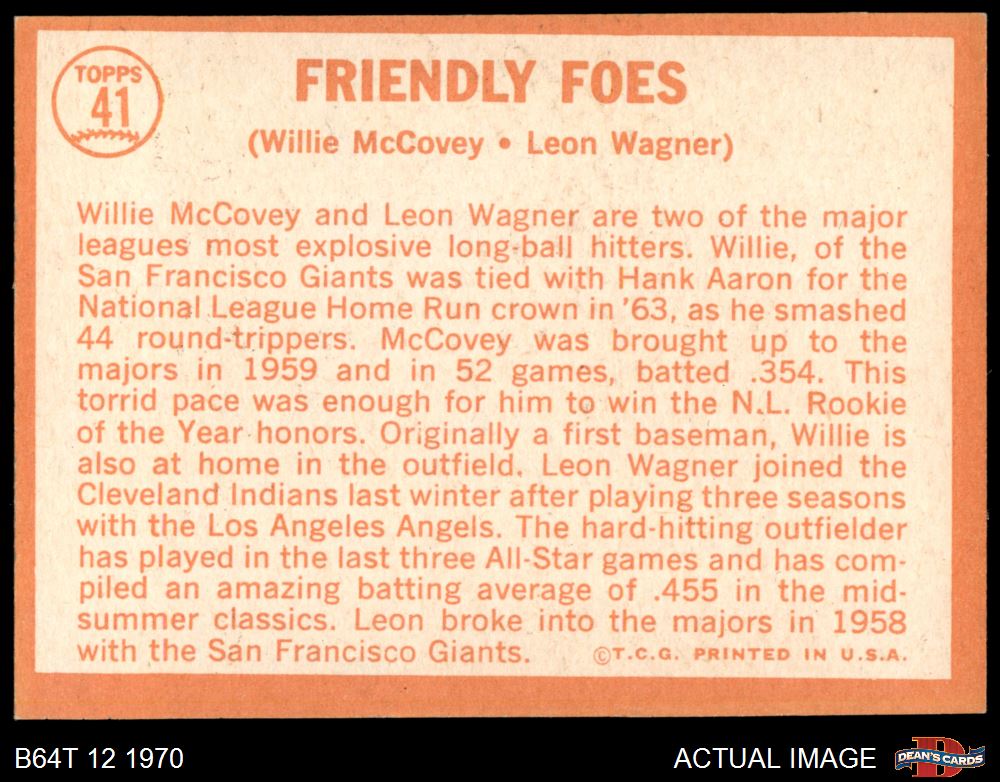 TOPPS
41
FRIENDLY FOES
(Willie McCovey • Leon Wagner)
Willie McCovey and Leon Wagner are two of the major
leagues most explosive long-ball hitters. Willie, of the
San Francisco Giants was tied with Hank Aaron for the
National League Home Run crown in '63, as he smashed
44 round-trippers. McCovey was brought up to the
majors in 1959 and in 52 games, batted .354. This
torrid pace was enough for him to win the N.L. Rookie
of the Year honors. Originally a first baseman, Willie is
also at home in the outfield. Leon Wagner joined the
Cleveland Indians last winter after playing three seasons
with the Los Angeles Angels. The hard-hitting outfielder
has played in the last three All-Star games and has com-
piled an amazing batting average of .455 in the mid-
summer classics. Leon broke into the majors in 1958
with the San Francisco Giants. ©T.C.G. PRINTED IN U.S.A.
B64T 12 1970 ACTUAL IMAGE D DEAN'S CARDS